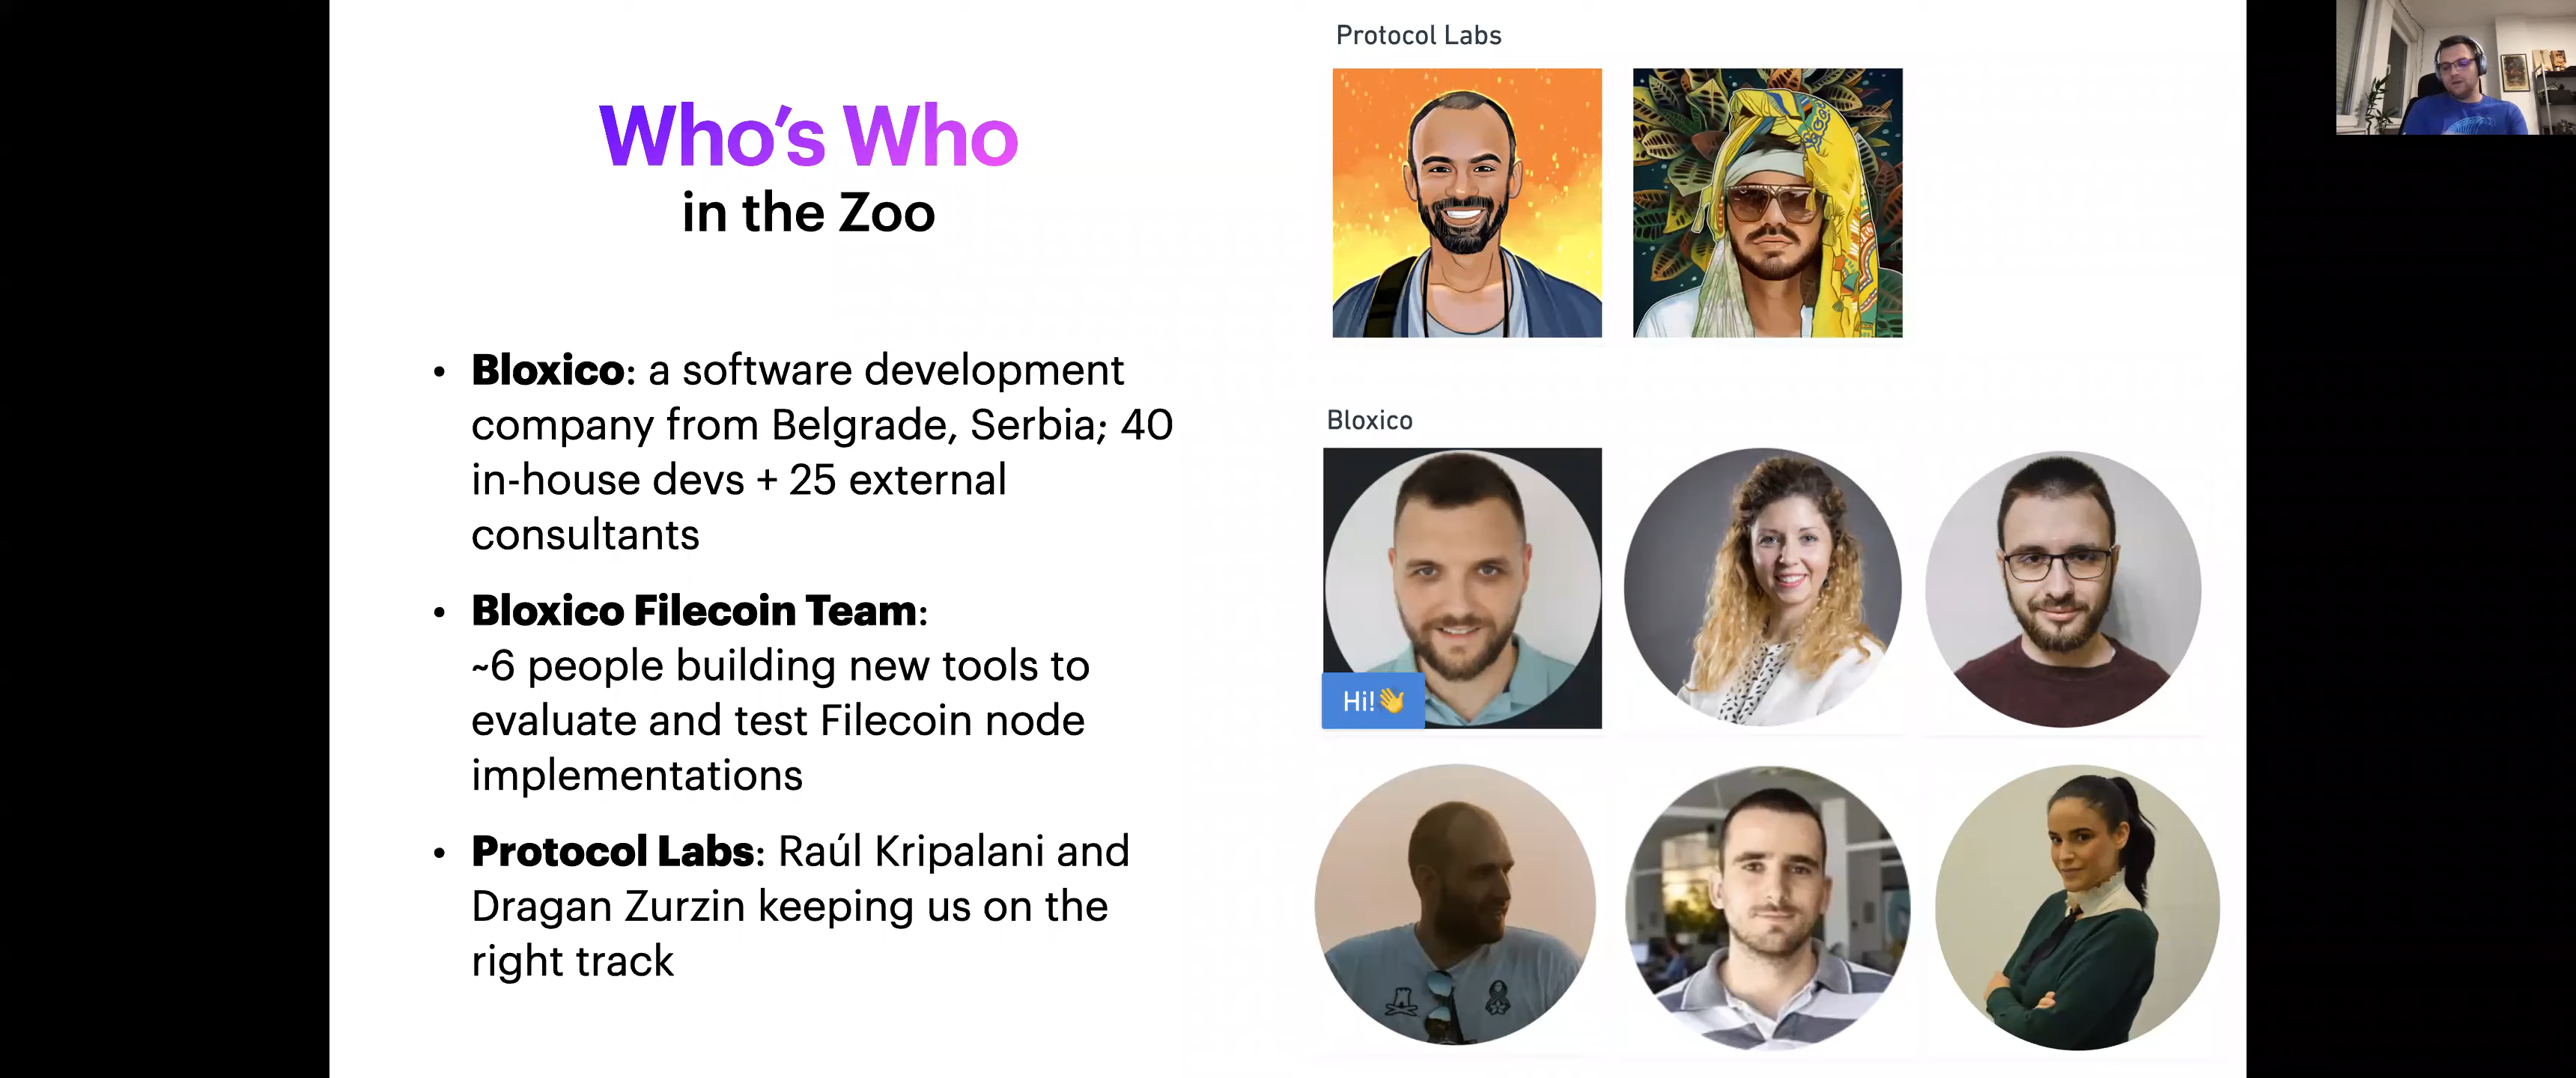 Who's Who
in the Zoo
• Bloxico: a software development
company from Belgrade, Serbia; 40
in-house devs + 25 external
consultants
• Bloxico Filecoin Team:
~6 people building new tools to
evaluate and test Filecoin node
implementations
• Protocol Labs: Raúl Kripalani and
Dragan Zurzin keeping us on the
right track
Protocol Labs
Bloxico
Hi!👋